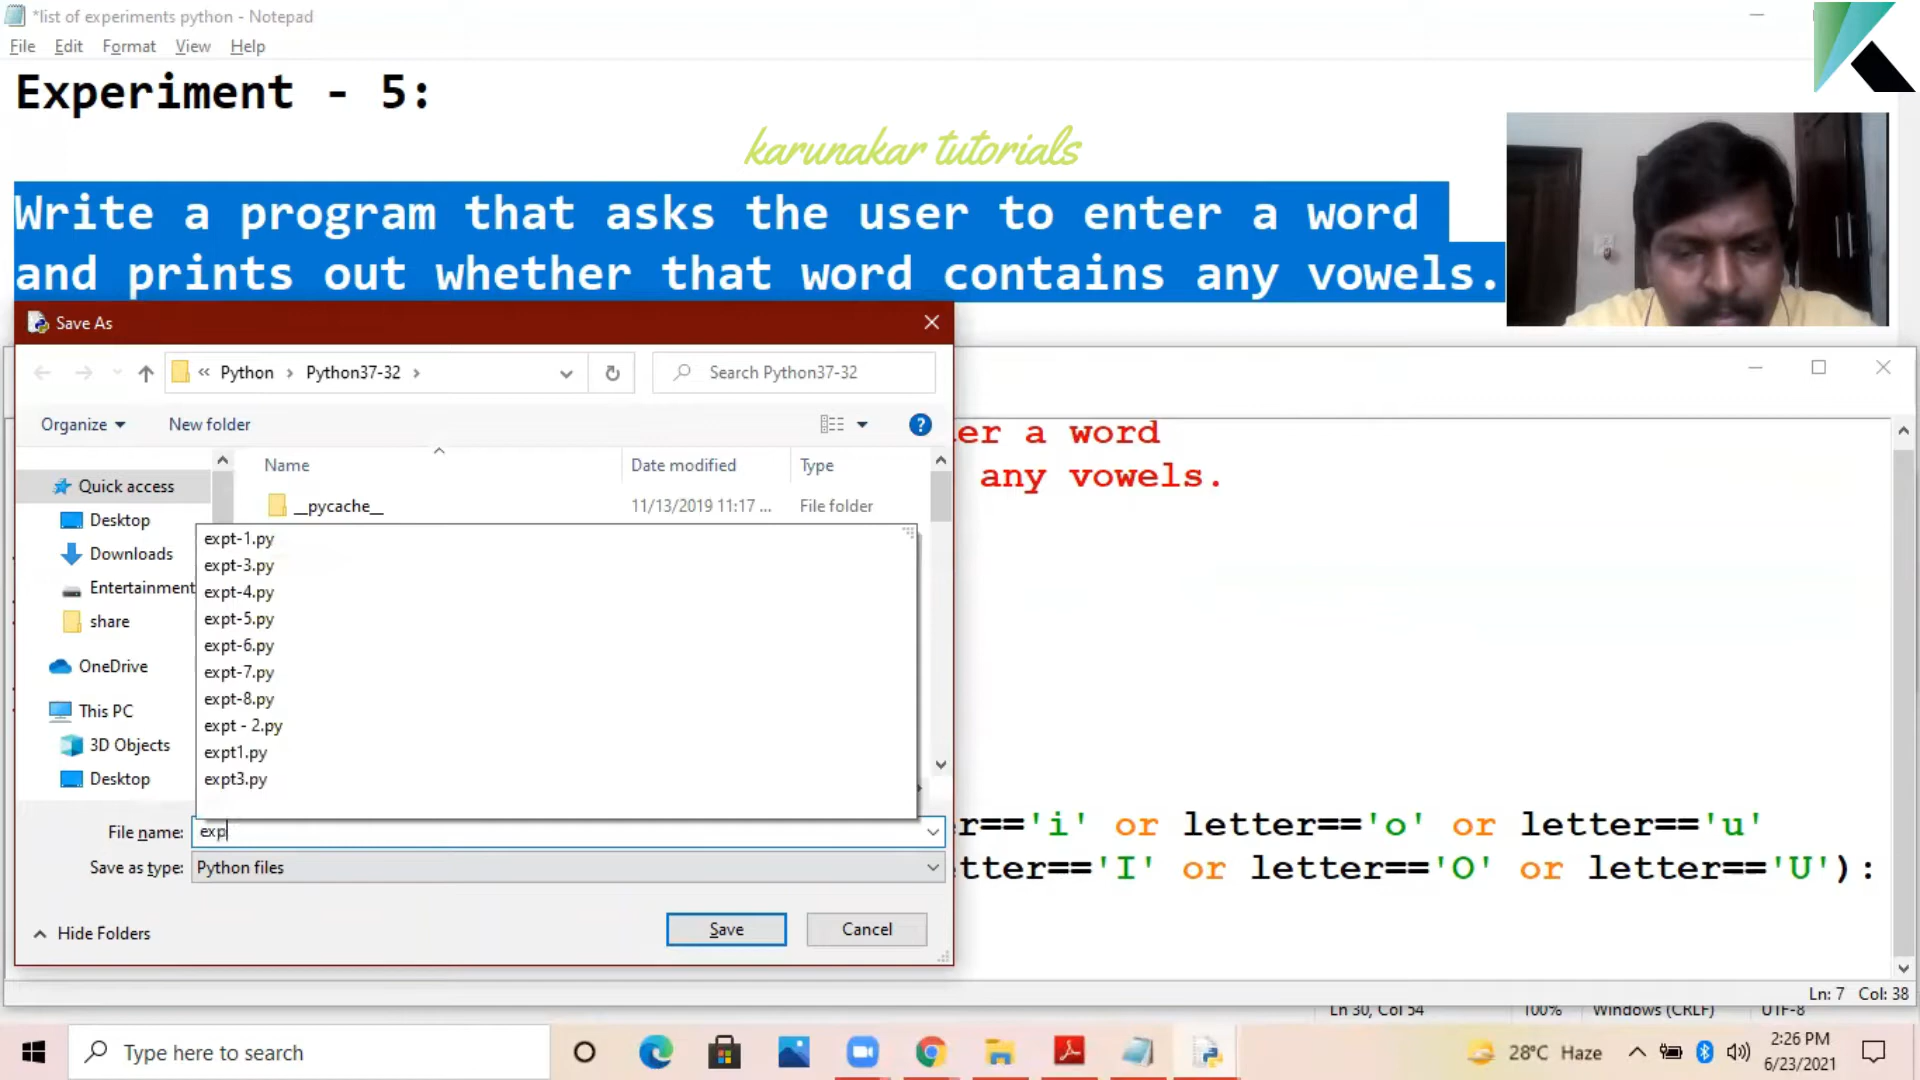 *list of experiments python - Notepad
File Edit Format View Help
Experiment - 5:
karunakar tutorials
Write a program that asks the user to enter a word
and prints out whether that word contains any vowels.
Save As
« Python › Python37-32 ›
Search Python37-32
Organize
New folder
Name Date modified Type
Quick access
__pycache__ 11/13/2019 11:17 ... File folder
Desktop
Downloads
Entertainment
share
OneDrive
This PC
3D Objects
Desktop
expt-1.py
expt-3.py
expt-4.py
expt-5.py
expt-6.py
expt-7.py
expt-8.py
expt - 2.py
expt1.py
expt3.py
File name: exp
Save as type: Python files
Hide Folders
Save
Cancel
er a word
any vowels.
r=='i' or letter=='o' or letter=='u'
tter=='I' or letter=='O' or letter=='U'):
Ln: 7 Col: 38
Ln 30, Col 54 100% Windows (CRLF) UTF-8
Type here to search
28°C Haze
2:26 PM
6/23/2021